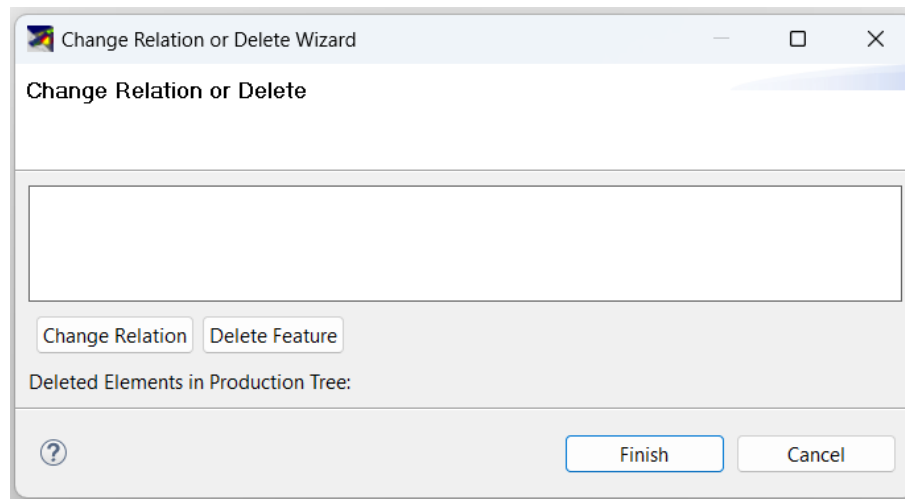 Change Relation or Delete Wizard
Change Relation or Delete
Change Relation Delete Feature
Deleted Elements in Production Tree:
? Finish Cancel